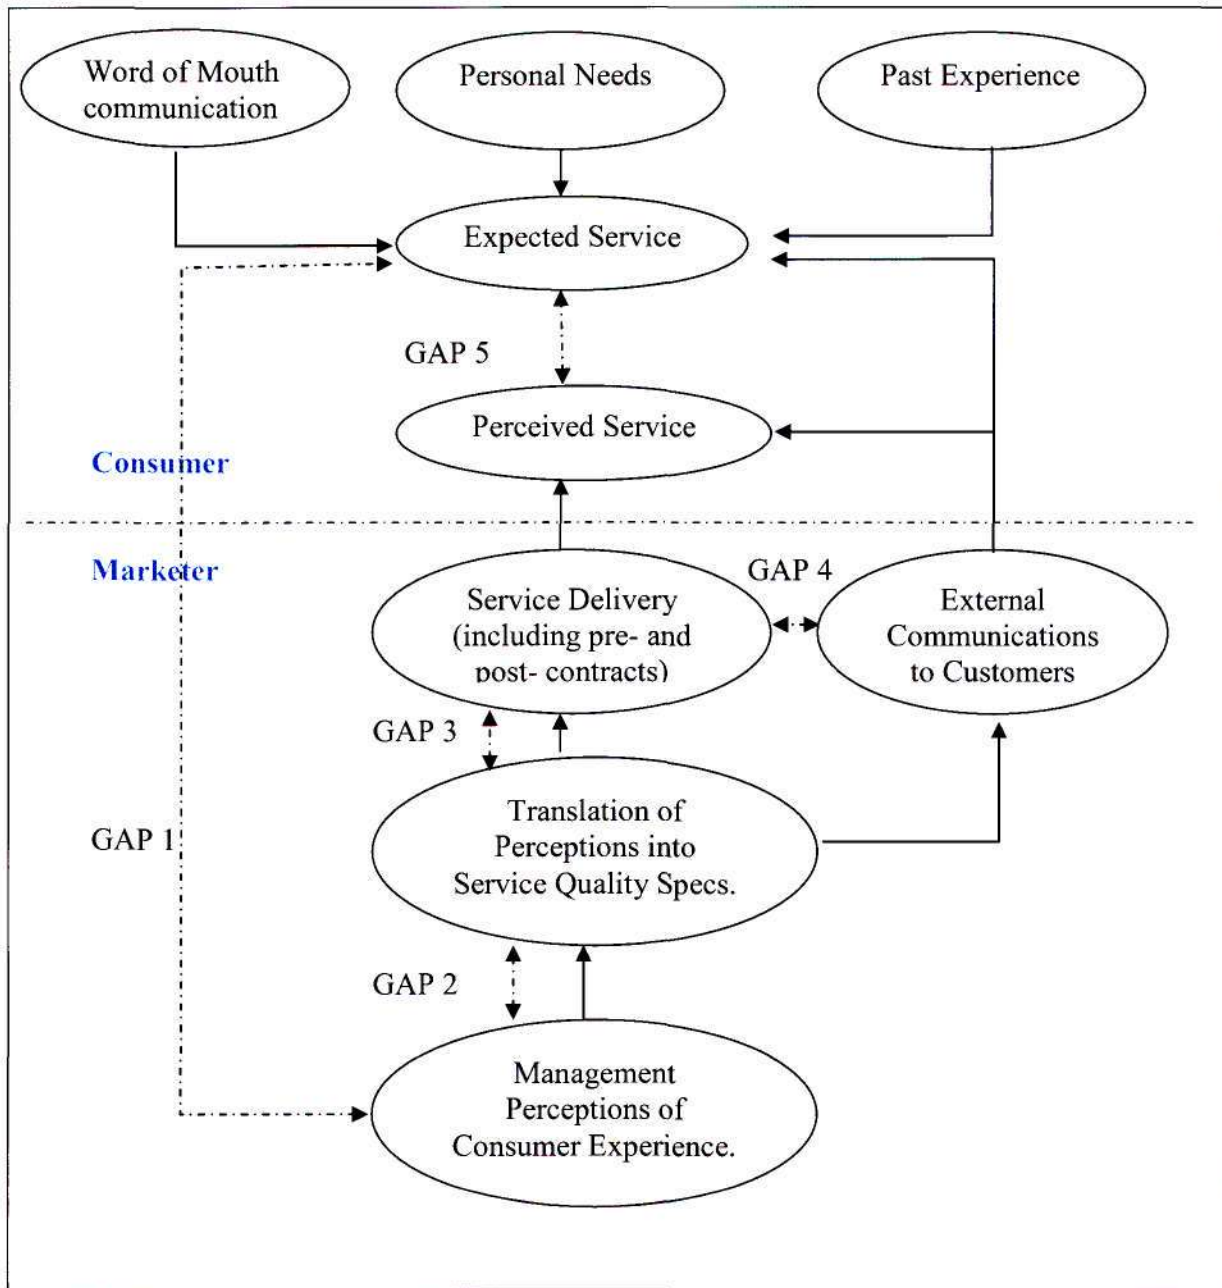 Word of Mouth
communication
Personal Needs
Past Experience
Expected Service
GAP 5
Perceived Service
Consumer
Marketer
Service Delivery
(including pre- and
post- contracts)
GAP 4
External
Communications
to Customers
GAP 3
Translation of
Perceptions into
Service Quality Specs.
GAP 1
GAP 2
Management
Perceptions of
Consumer Experience.